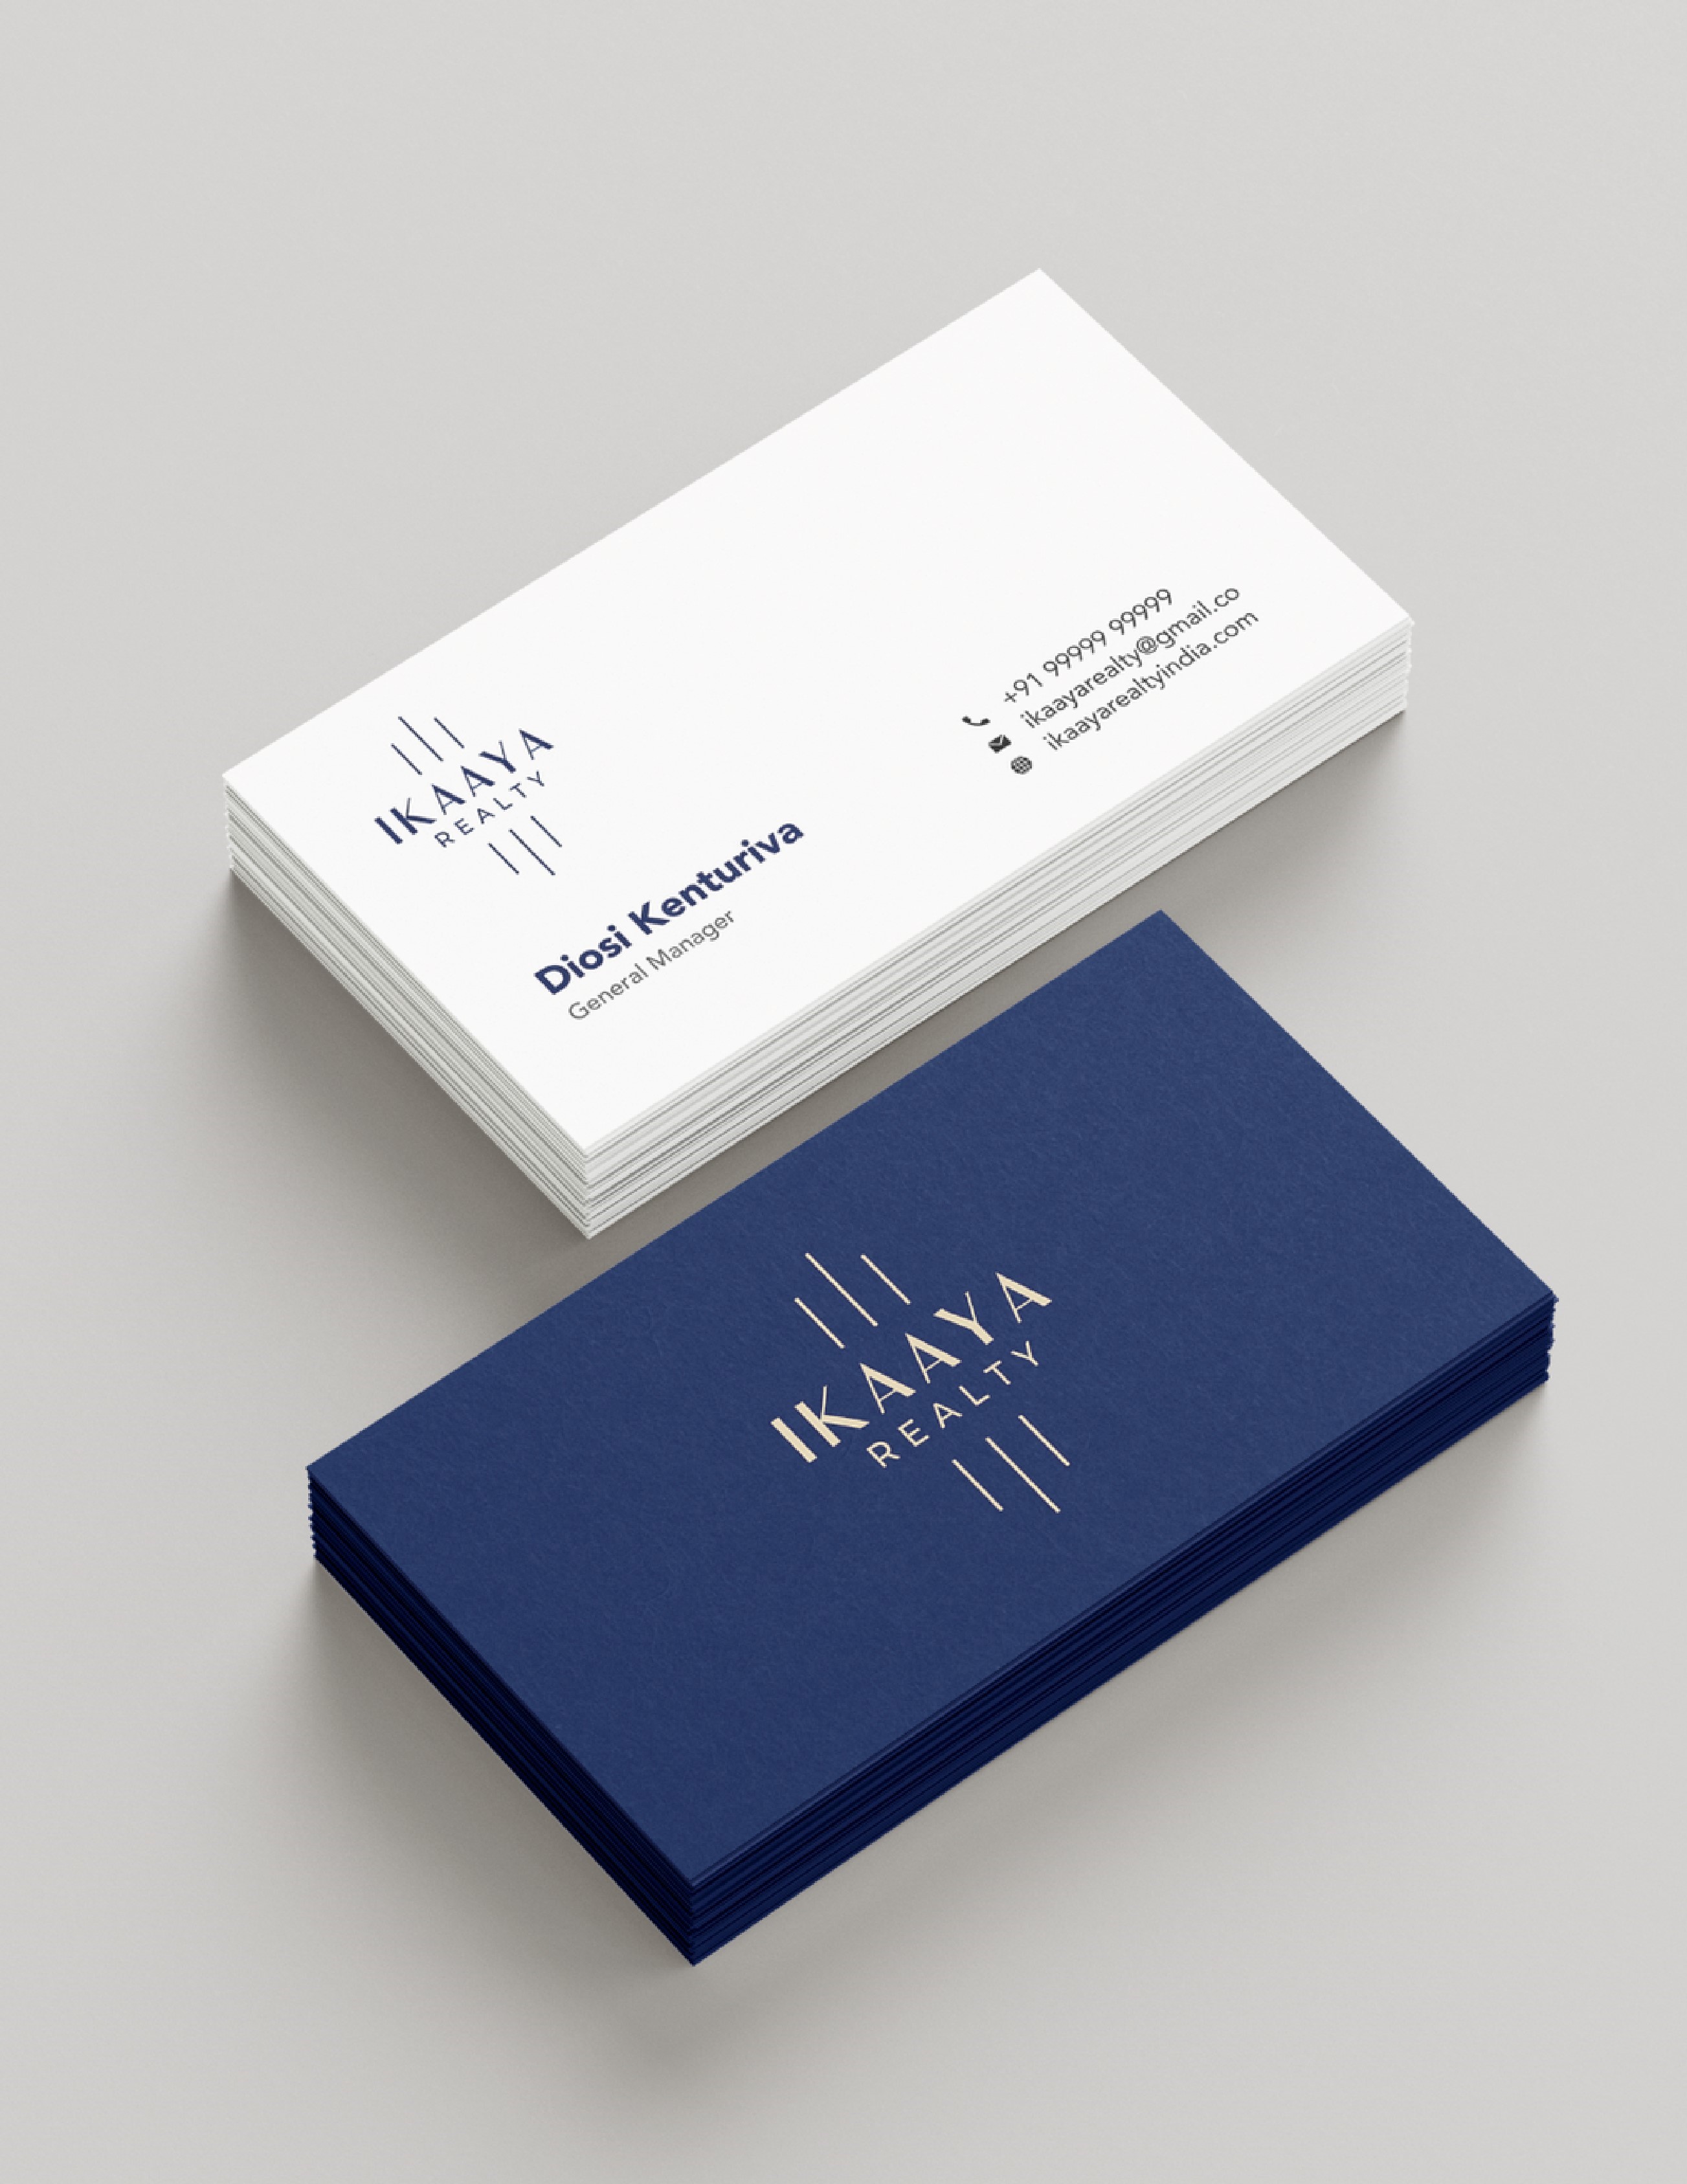 IKAAYA
REALTY
Diosi Kenturiva
General Manager
+91 99999 99999
ikaayarealty@gmail.co
ikaayarealtyindia.com
IKAAYA
REALTY